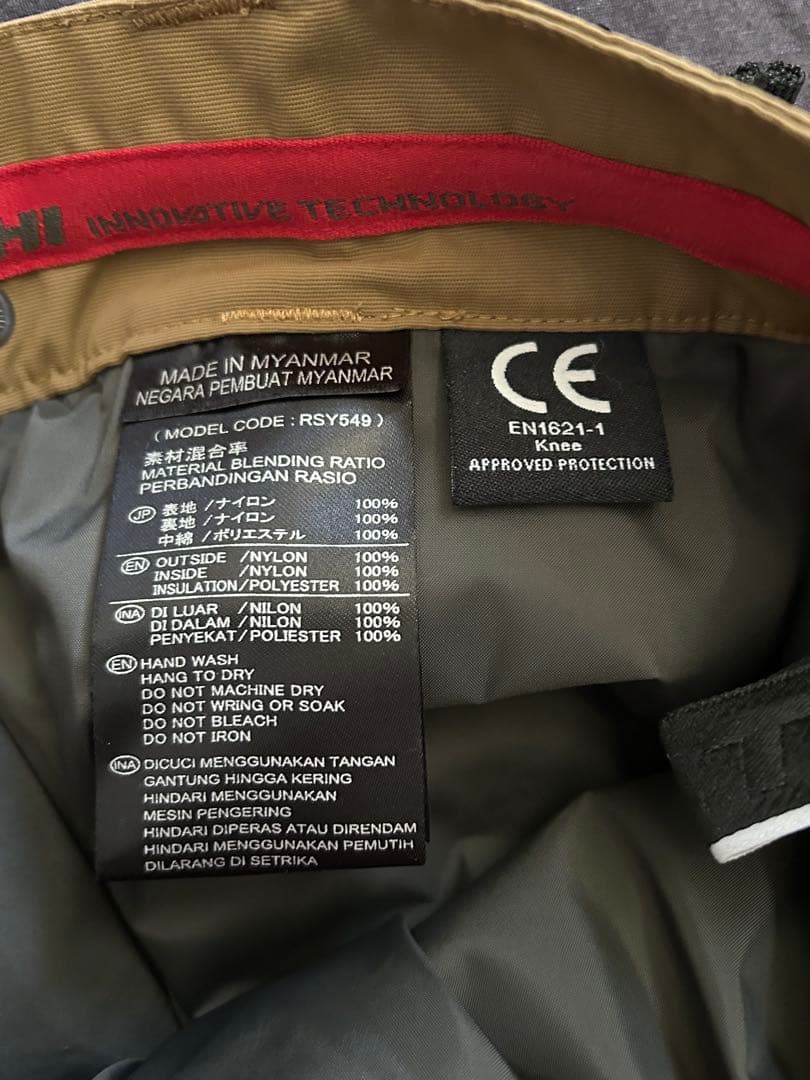 HI INNOVATIVE TECHNOLOGY
MADE IN MYANMAR
NEGARA PEMBUAT MYANMAR
(MODEL CODE : RSY549)
素材混合率
MATERIAL BLENDING RATIO
PERBANDINGAN RASIO
JP 表地 /ナイロン 100%
裏地 /ナイロン 100%
中綿 /ポリエステル 100%
EN OUTSIDE /NYLON 100%
INSIDE /NYLON 100%
INSULATION/POLYESTER 100%
INA DI LUAR /NILON 100%
DI DALAM /NILON 100%
PENYEKAT/POLIESTER 100%
EN HAND WASH
HANG TO DRY
DO NOT MACHINE DRY
DO NOT WRING OR SOAK
DO NOT BLEACH
DO NOT IRON
INA DICUCI MENGGUNAKAN TANGAN
GANTUNG HINGGA KERING
HINDARI MENGGUNAKAN
MESIN PENGERING
HINDARI DIPERAS ATAU DIRENDAM
HINDARI MENGGUNAKAN PEMUTIH
DILARANG DI SETRIKA
CE
EN1621-1
Knee
APPROVED PROTECTION